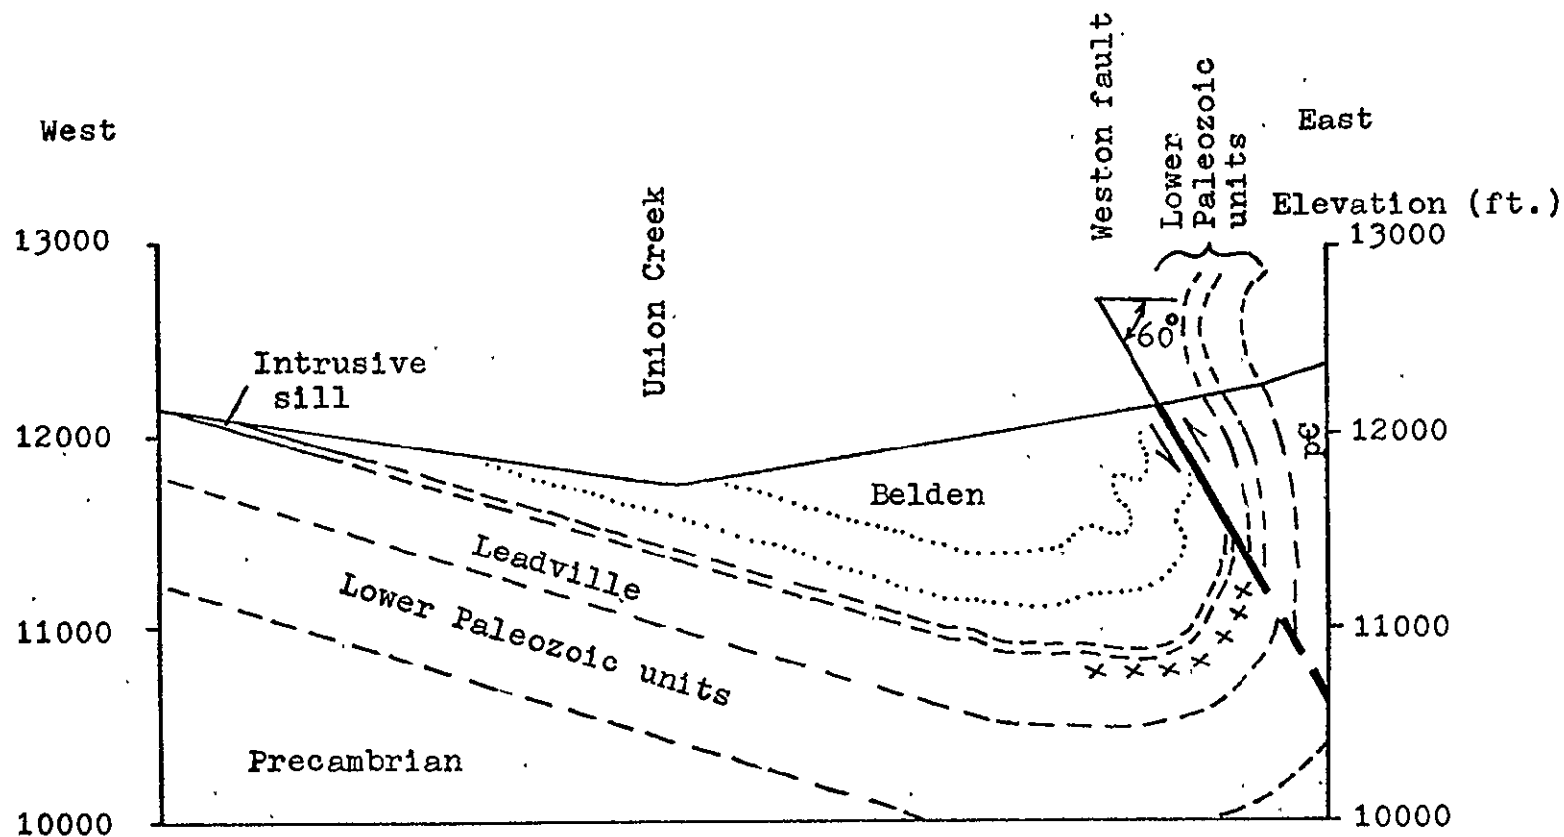 West
East
Weston fault
Lower
Paleozoic
units
Union Creek
Elevation (ft.)
13000
13000
60°
Intrusive
sill
12000
12000
p€
Belden
Leadville
Lower Paleozoic units
11000
11000
Precambrian
10000
10000